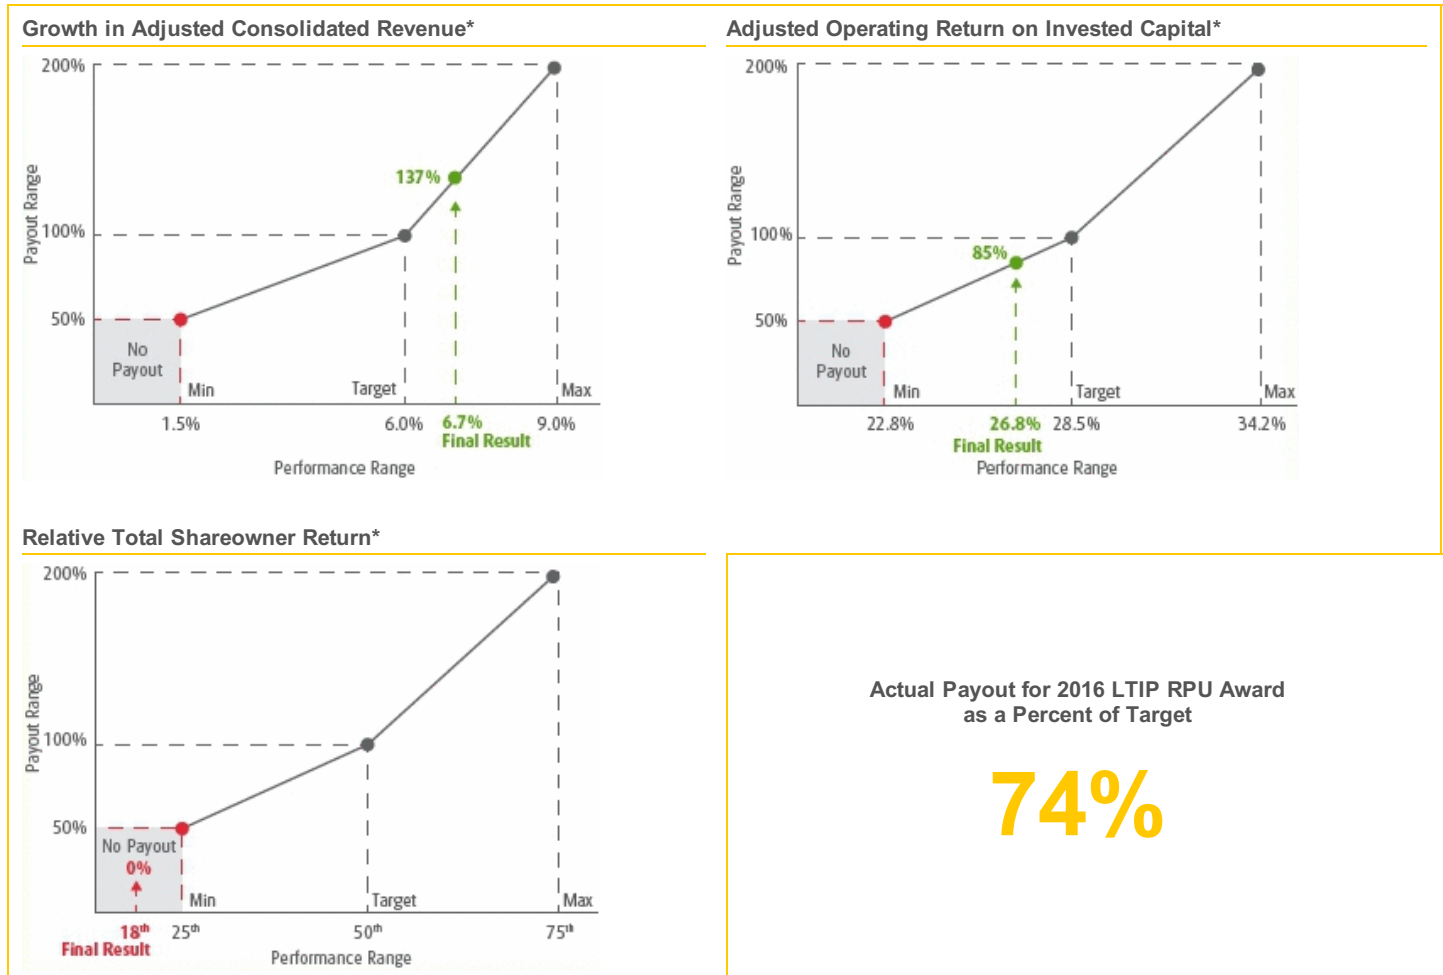 Growth in Adjusted Consolidated Revenue*
200%
137%
100%
50%
No
Payout
Min
Target
Max
1.5%
6.0%
6.7%
9.0%
Final Result
Performance Range
Payout Range
Adjusted Operating Return on Invested Capital*
200%
100%
85%
50%
No
Payout
Min
Target
Max
22.8%
26.8%
28.5%
34.2%
Final Result
Performance Range
Payout Range
Relative Total Shareowner Return*
200%
100%
50%
No Payout
0%
Min
Target
Max
18th
25th
50th
75th
Final Result
Performance Range
Payout Range
Actual Payout for 2016 LTIP RPU Award
as a Percent of Target
74%